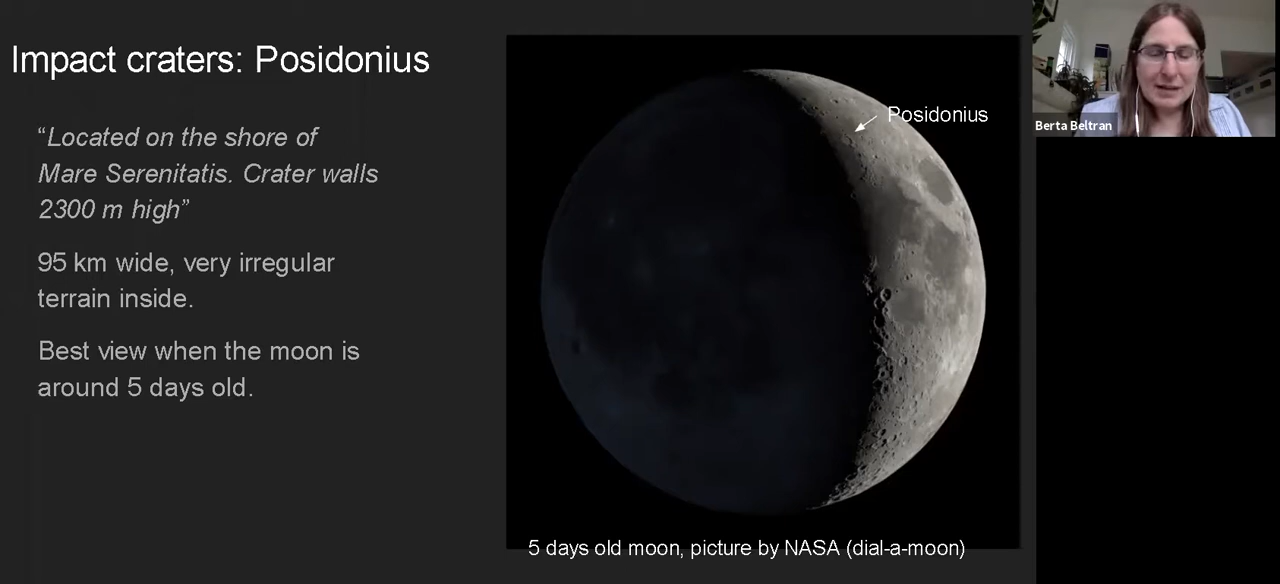 Impact craters: Posidonius
“Located on the shore of
Mare Serenitatis. Crater walls
2300 m high”
95 km wide, very irregular
terrain inside.
Best view when the moon is
around 5 days old.
Posidonius
5 days old moon, picture by NASA (dial-a-moon)
Berta Beltran